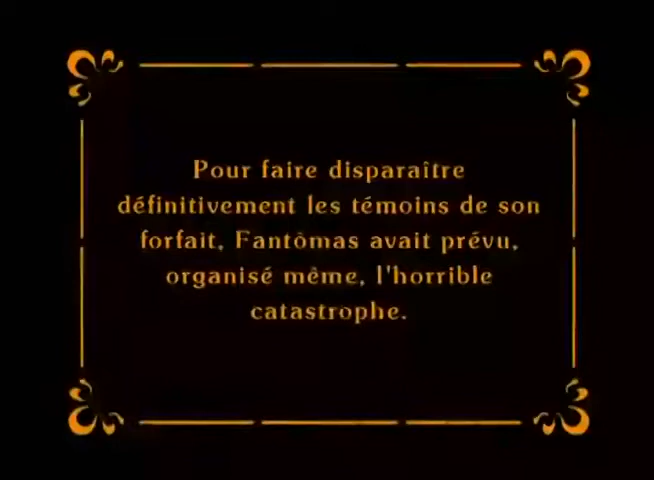 Pour faire disparaître
définitivement les témoins de son
forfait, Fantômas avait prévu,
organisé même, l'horrible
catastrophe.